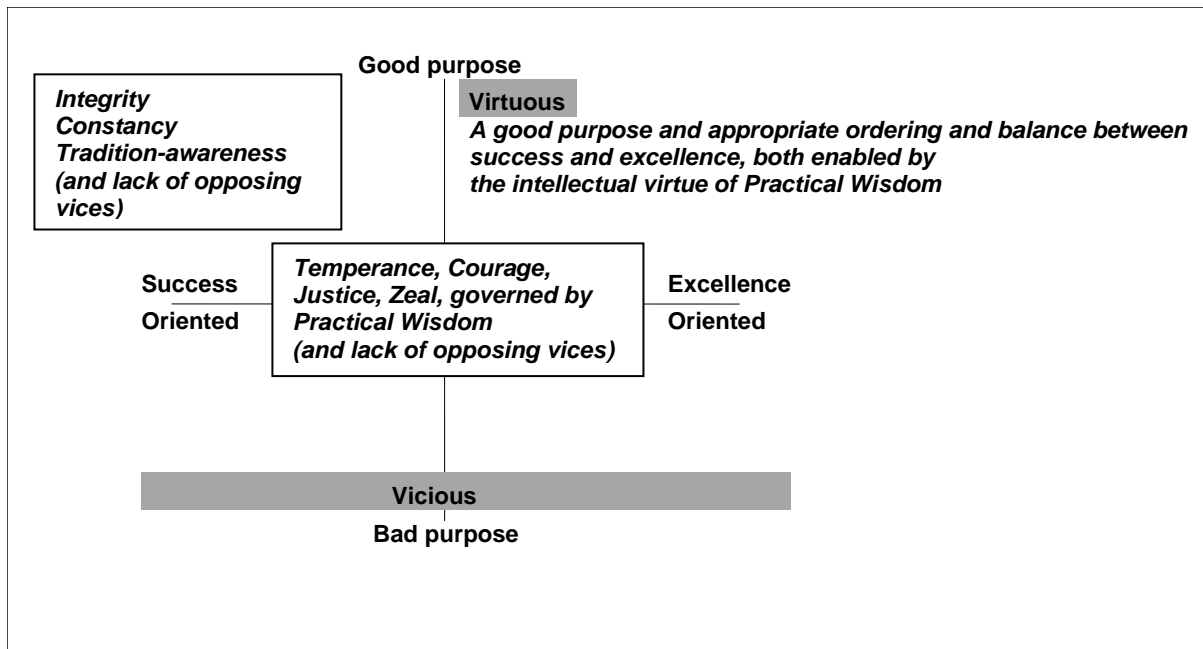 Good purpose
Integrity
Constancy
Tradition-awareness
(and lack of opposing
vices)
Virtuous
A good purpose and appropriate ordering and balance between
success and excellence, both enabled by
the intellectual virtue of Practical Wisdom
Success
Oriented
Temperance, Courage,
Justice, Zeal, governed by
Practical Wisdom
(and lack of opposing vices)
Excellence
Oriented
Vicious
Bad purpose